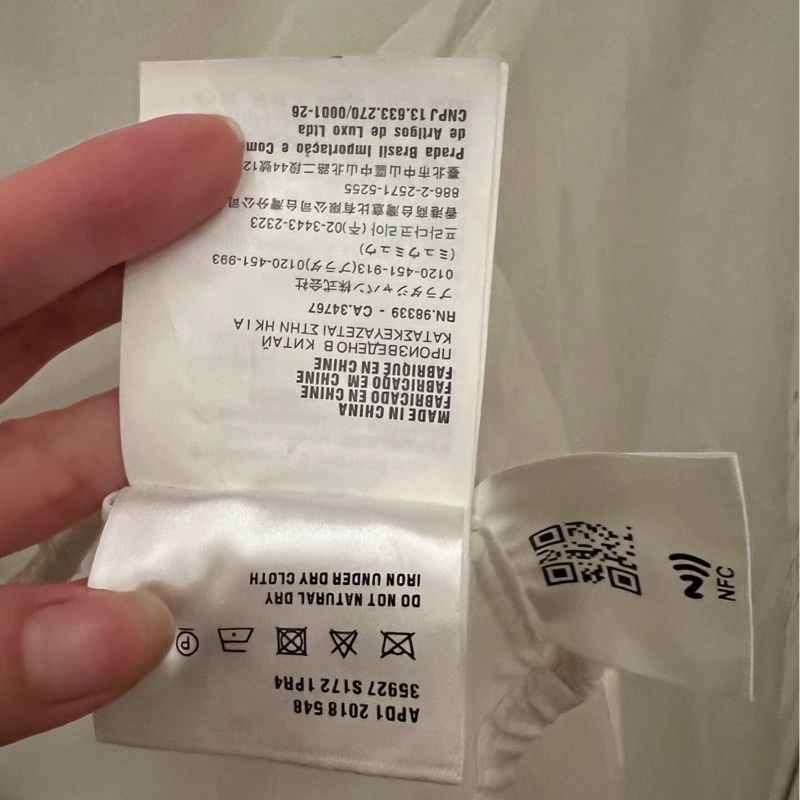 APD1 2018 548
35927 S172 1PR4
P
DO NOT NATURAL DRY
IRON UNDER DRY CLOTH
MADE IN CHINA
FABRICADO EN CHINE
FABRICADO EM CHINE
FABRIQUÉ EN CHINE
ПРОИЗВЕДЕНО В КИТАЙ
ΚΑΤΑΣΚΕΥΑΖΕΤΑΙ ΣΤΗΝ ΗΚ Ι Α
RN.98339 - CA.34767
プラダジャパン株式会社
0120-451-913(プラダ)0120-451-993
(ミュウミュウ)
프라다코리아 (주)02-3443-2323
香港商台灣意比有限公司台灣分公司
886-2-2571-5255
臺北市中山區中山北路二段44號12
Prada Brasil Importação e Com
de Artigos de Luxo Ltda
CNPJ 13.633.270/0001-26
NFC